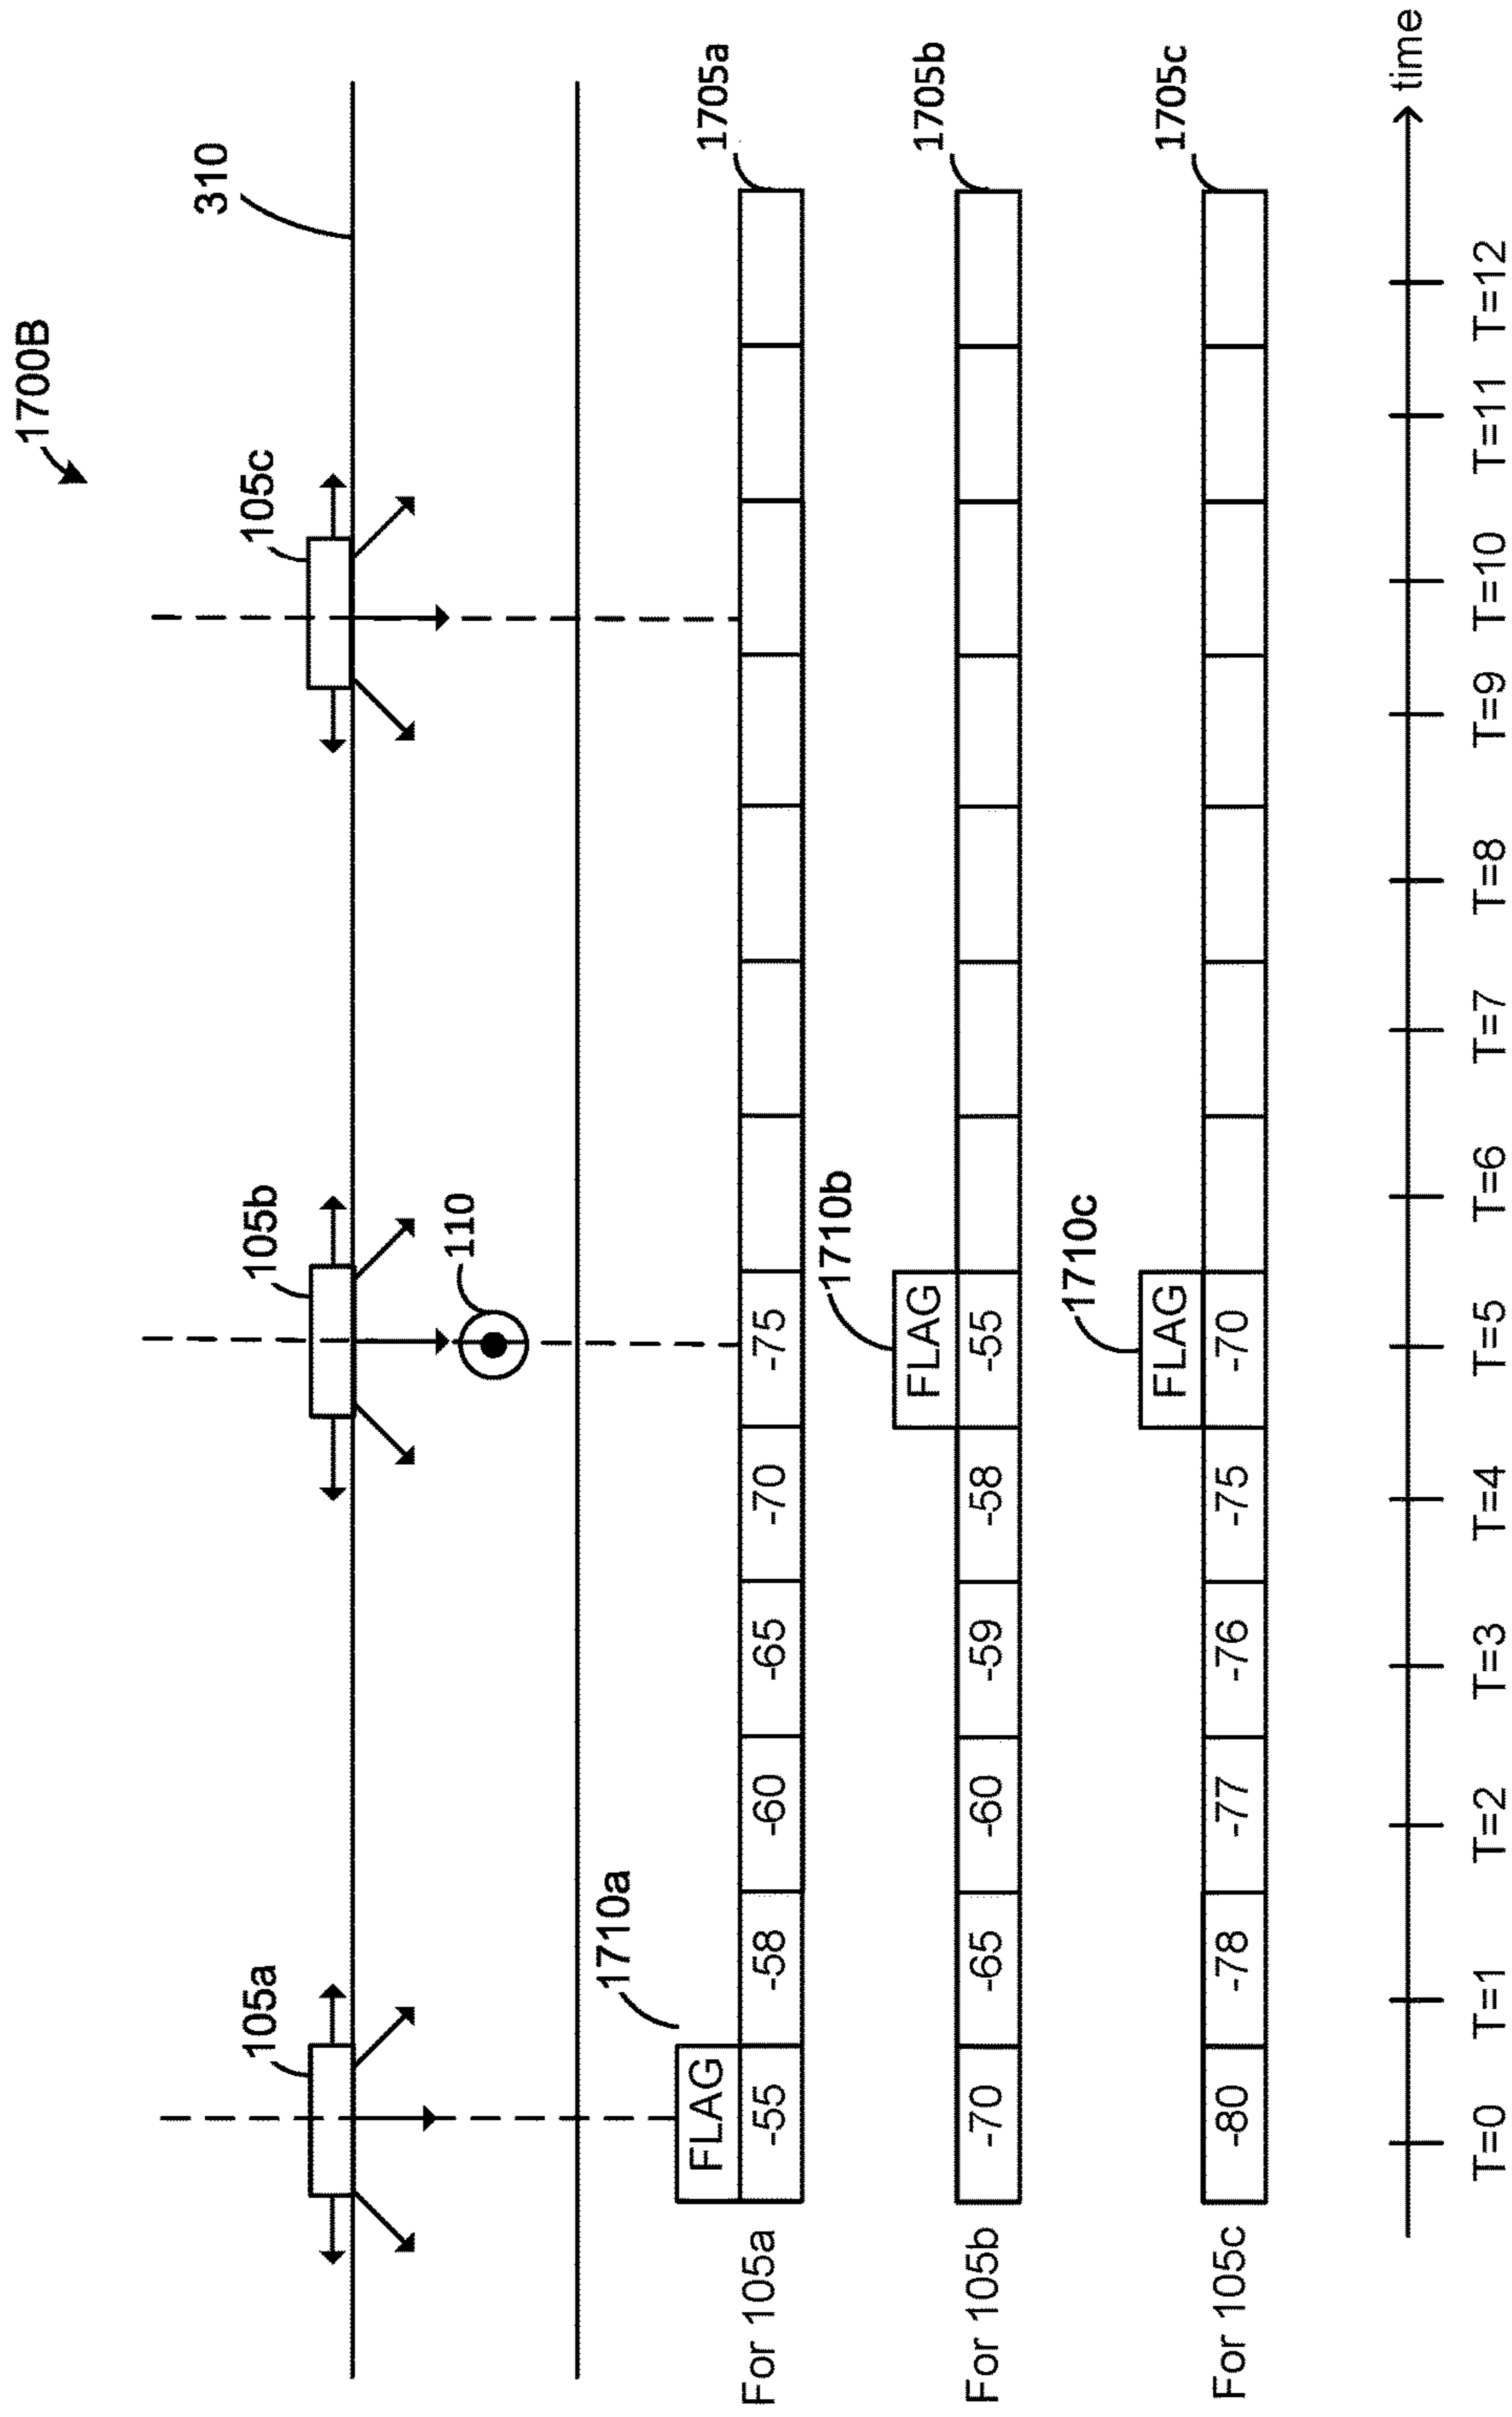 1700B
310
105a
105b
105c
110
1710a
1705a
FLAG
For 105a -55 -58 -60 -65 -70 -75
1710b
1705b
FLAG
For 105b -70 -65 -60 -59 -58 -55
1710c
1705c
FLAG
For 105c -80 -78 -77 -76 -75 -70
time
T=0 T=1 T=2 T=3 T=4 T=5 T=6 T=7 T=8 T=9 T=10 T=11 T=12